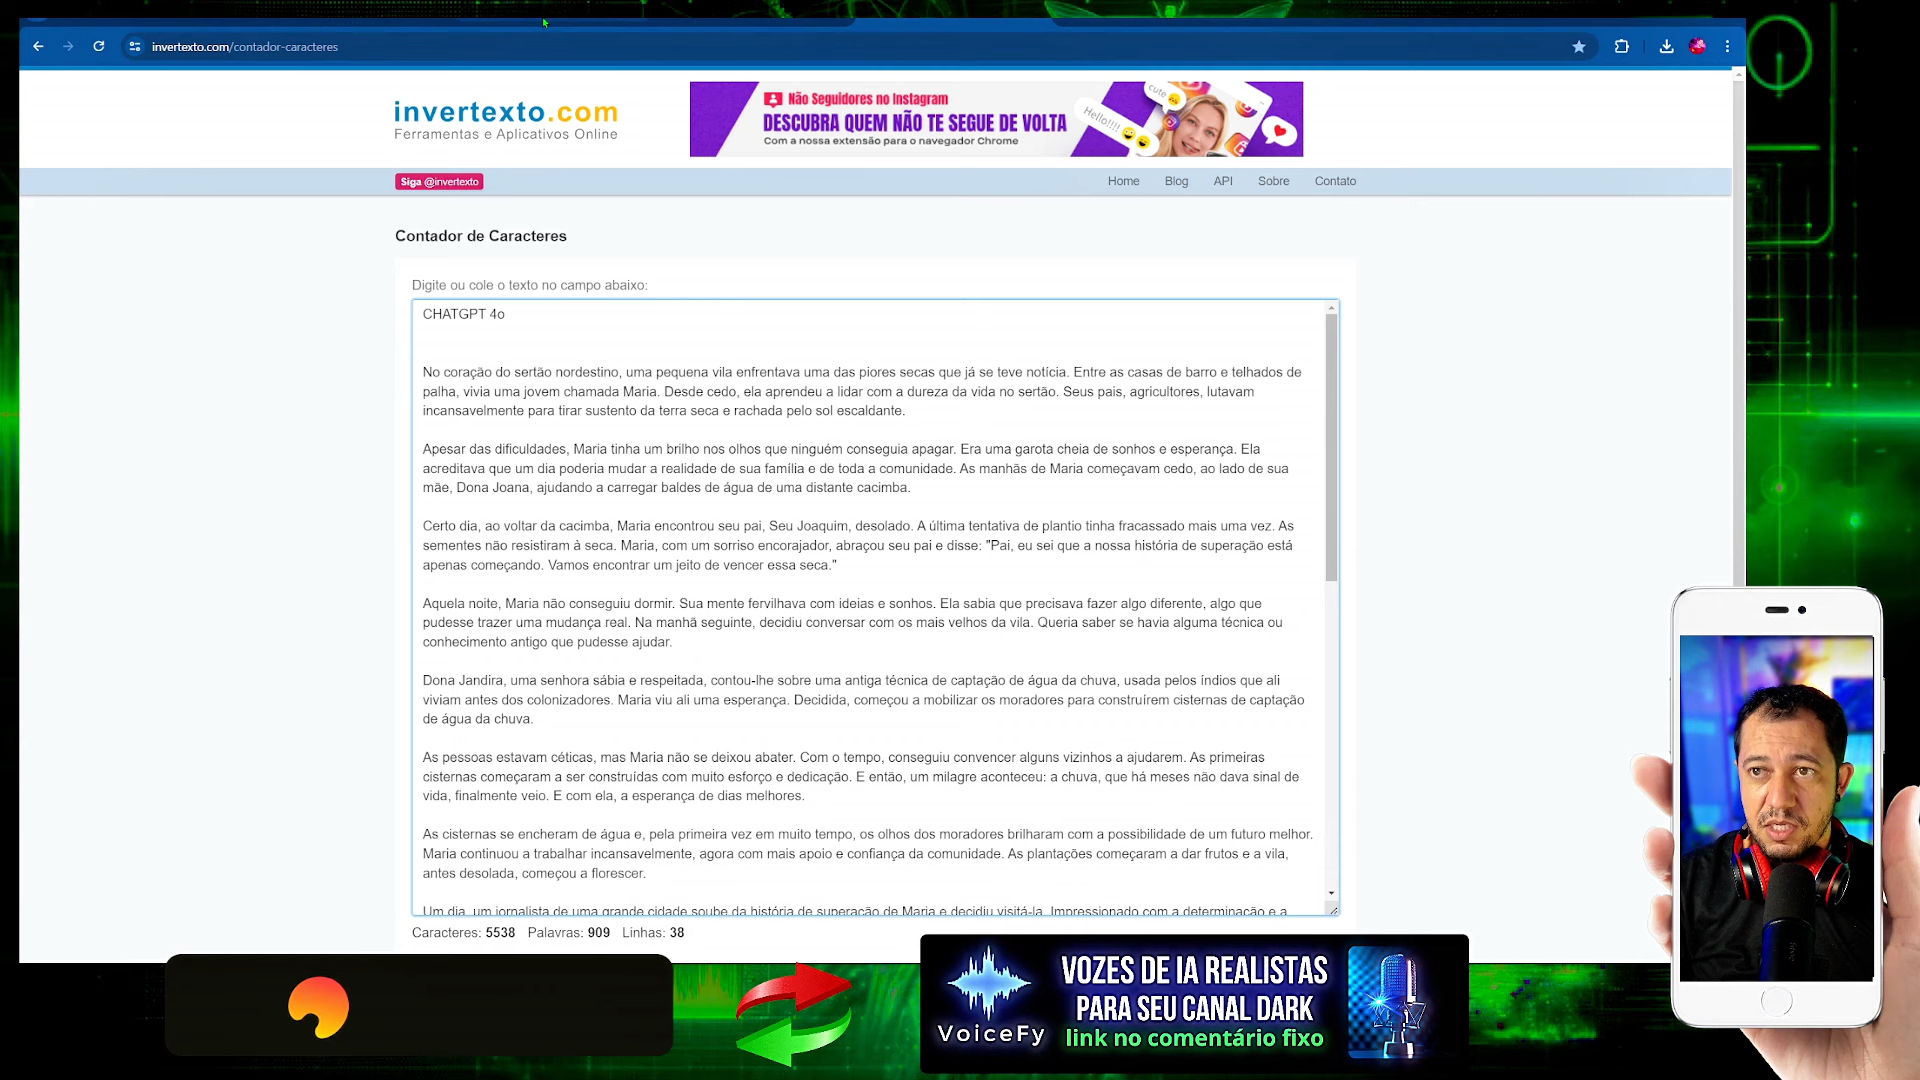 invertexto.com/contador-caracteres
invertexto.com
Ferramentas e Aplicativos Online
Não Seguidores no Instagram
DESCUBRA QUEM NÃO TE SEGUE DE VOLTA
Com a nossa extensão para o navegador Chrome
Hello!!!!
cute
Siga @invertexto
Home
Blog
API
Sobre
Contato
Contador de Caracteres
Digite ou cole o texto no campo abaixo:
CHATGPT 4o
No coração do sertão nordestino, uma pequena vila enfrentava uma das piores secas que já se teve notícia. Entre as casas de barro e telhados de
palha, vivia uma jovem chamada Maria. Desde cedo, ela aprendeu a lidar com a dureza da vida no sertão. Seus pais, agricultores, lutavam
incansavelmente para tirar sustento da terra seca e rachada pelo sol escaldante.
Apesar das dificuldades, Maria tinha um brilho nos olhos que ninguém conseguia apagar. Era uma garota cheia de sonhos e esperança. Ela
acreditava que um dia poderia mudar a realidade de sua família e de toda a comunidade. As manhãs de Maria começavam cedo, ao lado de sua
mãe, Dona Joana, ajudando a carregar baldes de água de uma distante cacimba.
Certo dia, ao voltar da cacimba, Maria encontrou seu pai, Seu Joaquim, desolado. A última tentativa de plantio tinha fracassado mais uma vez. As
sementes não resistiram à seca. Maria, com um sorriso encorajador, abraçou seu pai e disse: "Pai, eu sei que a nossa história de superação está
apenas começando. Vamos encontrar um jeito de vencer essa seca."
Aquela noite, Maria não conseguiu dormir. Sua mente fervilhava com ideias e sonhos. Ela sabia que precisava fazer algo diferente, algo que
pudesse trazer uma mudança real. Na manhã seguinte, decidiu conversar com os mais velhos da vila. Queria saber se havia alguma técnica ou
conhecimento antigo que pudesse ajudar.
Dona Jandira, uma senhora sábia e respeitada, contou-lhe sobre uma antiga técnica de captação de água da chuva, usada pelos índios que ali
viviam antes dos colonizadores. Maria viu ali uma esperança. Decidida, começou a mobilizar os moradores para construírem cisternas de captação
de água da chuva.
As pessoas estavam céticas, mas Maria não se deixou abater. Com o tempo, conseguiu convencer alguns vizinhos a ajudarem. As primeiras
cisternas começaram a ser construídas com muito esforço e dedicação. E então, um milagre aconteceu: a chuva, que há meses não dava sinal de
vida, finalmente veio. E com ela, a esperança de dias melhores.
As cisternas se encheram de água e, pela primeira vez em muito tempo, os olhos dos moradores brilharam com a possibilidade de um futuro melhor.
Maria continuou a trabalhar incansavelmente, agora com mais apoio e confiança da comunidade. As plantações começaram a dar frutos e a vila,
antes desolada, começou a florescer.
Um dia, um jornalista de uma grande cidade soube da história de superação de Maria e decidiu visitá-la. Impressionado com a determinação e a
Caracteres: 5538 Palavras: 909 Linhas: 38
VoiceFy
VOZES DE IA REALISTAS
PARA SEU CANAL DARK
link no comentário fixo